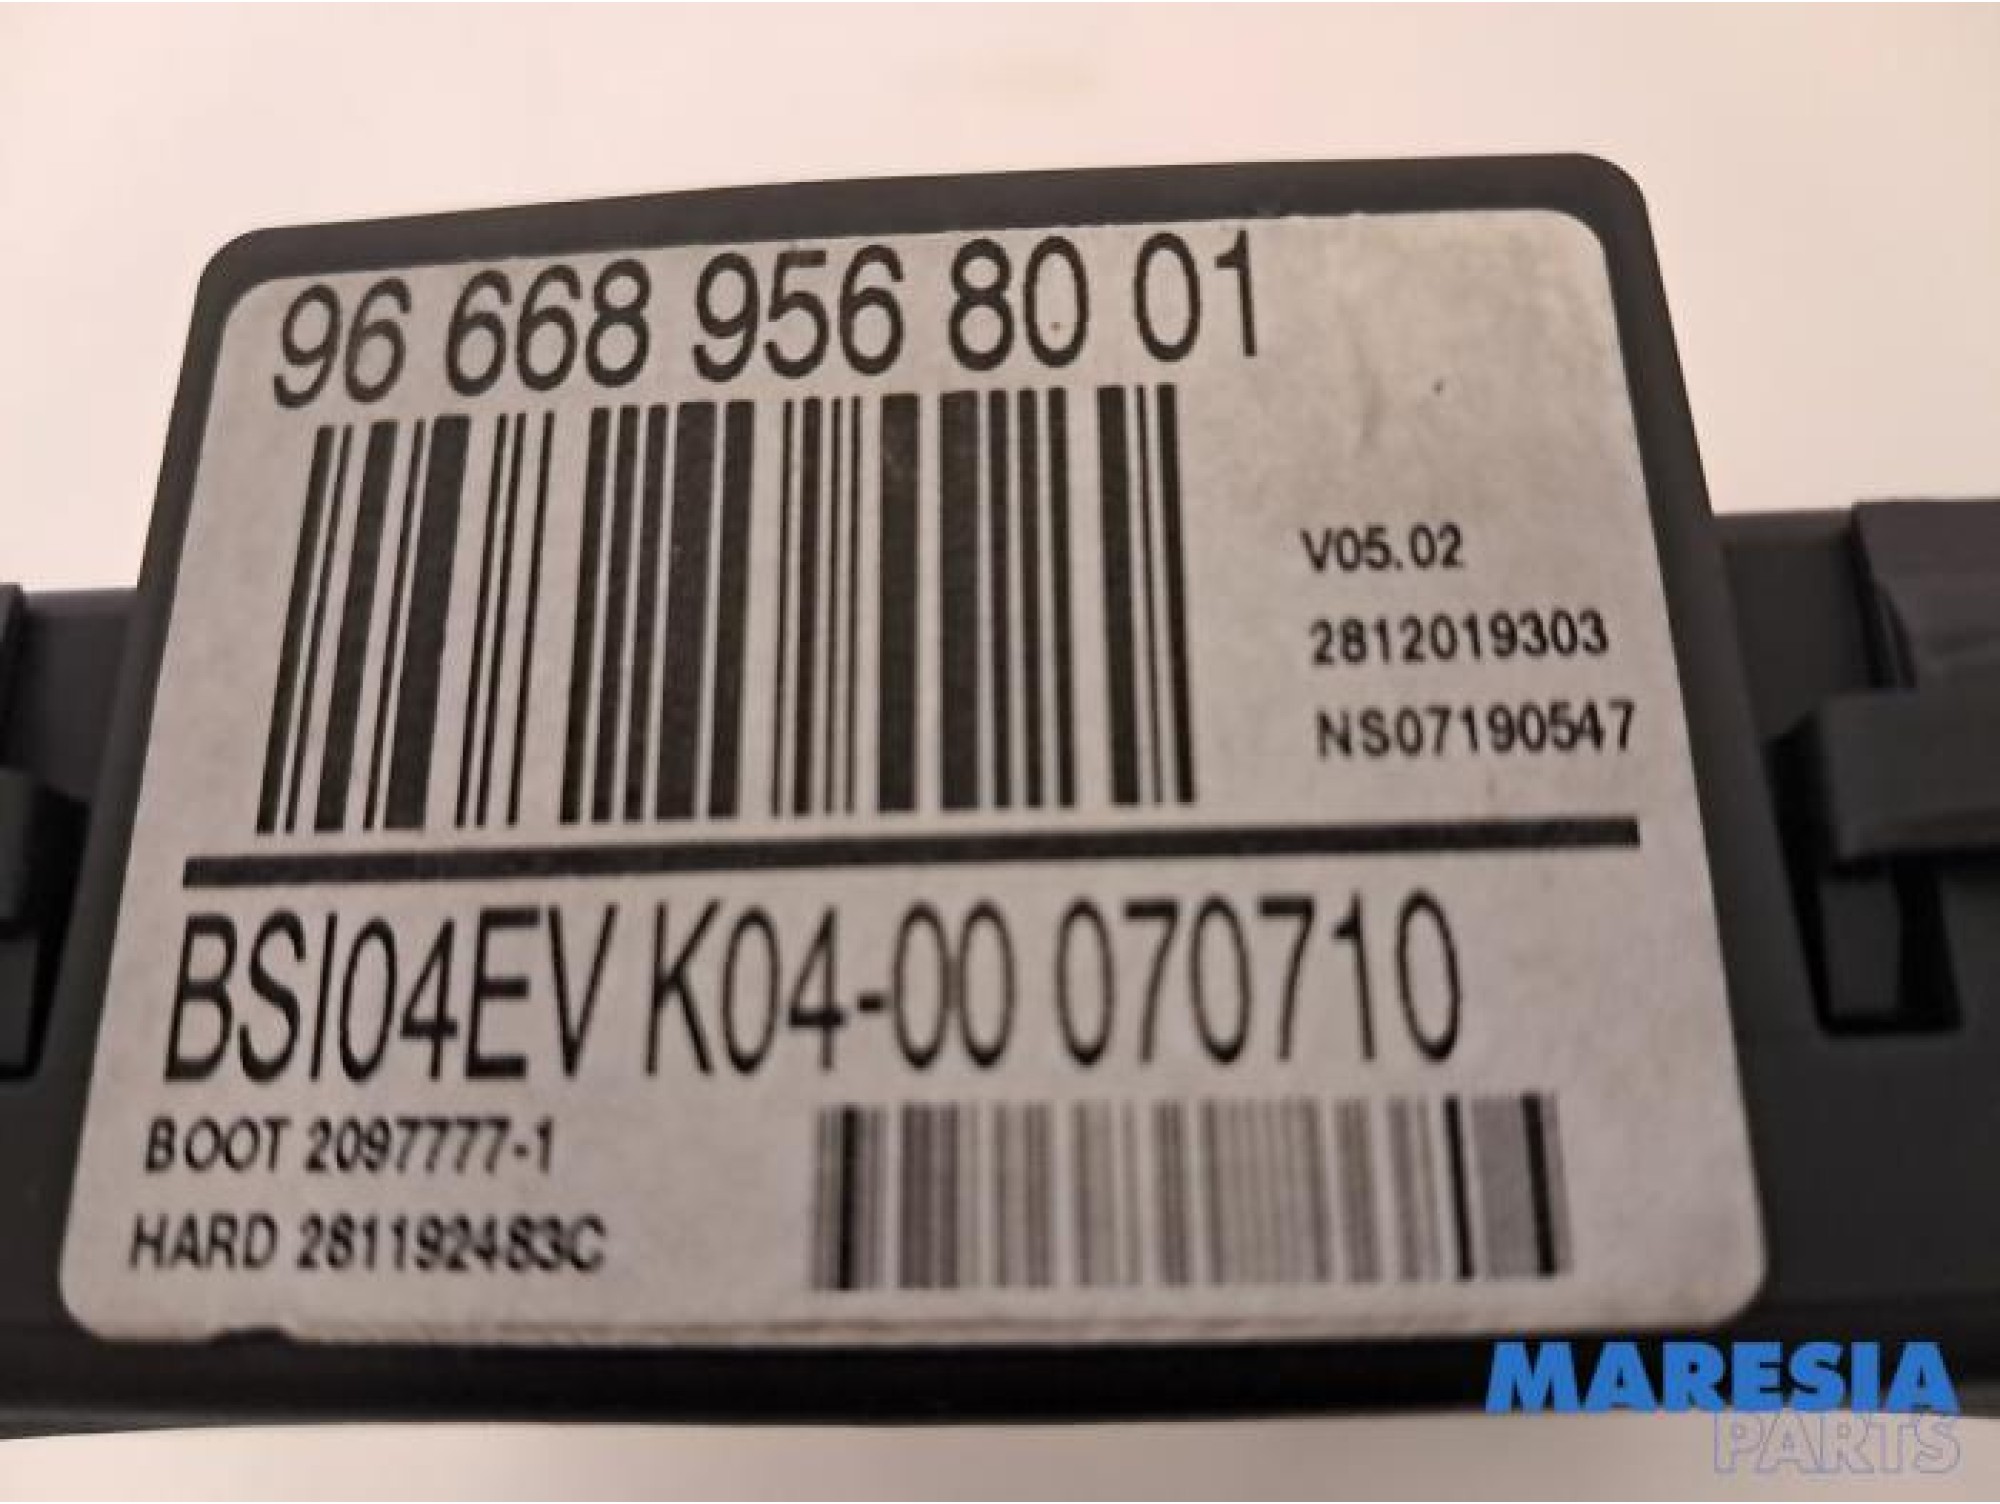 96 668 956 80 01
V05.02
2812019303
NS07190547
BSI04EV K04-00 070710
BOOT 2097777-1
HARD 281192483C
MARESIA
PARTS